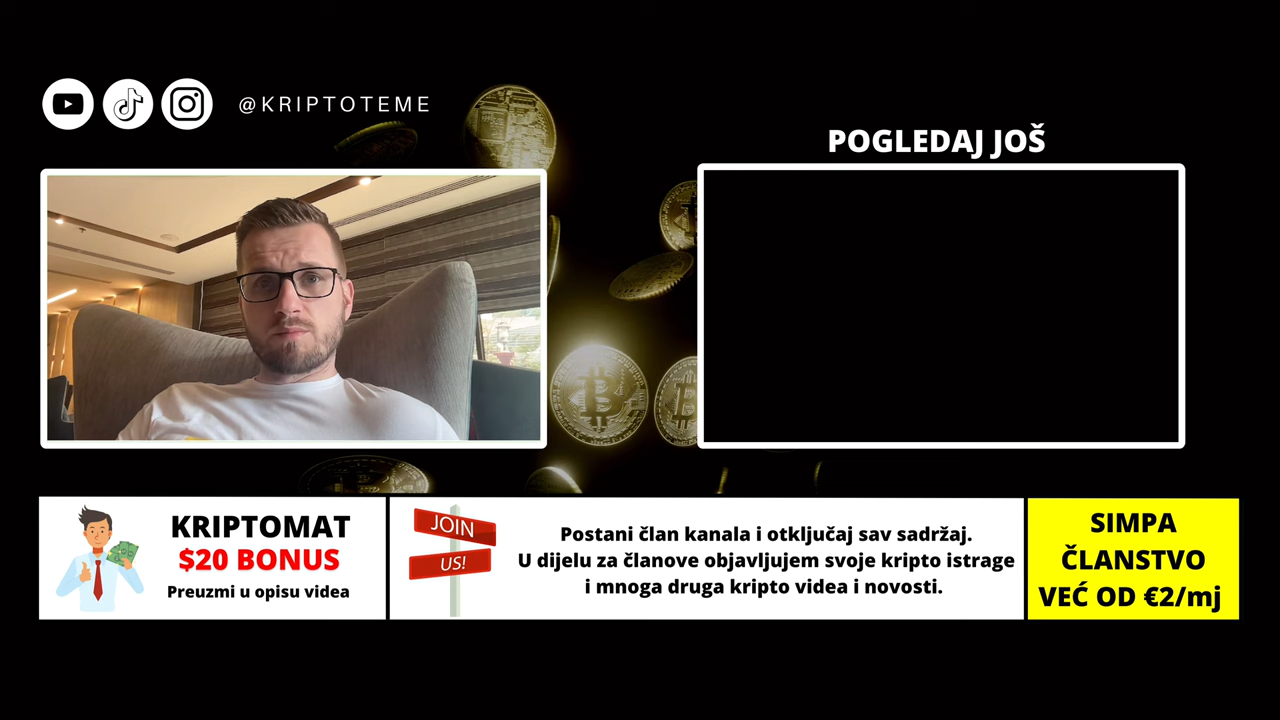 @KRIPTOTEME
POGLEDAJ JOŠ
KRIPTOMAT
$20 BONUS
Preuzmi u opisu videa
JOIN
US!
Postani član kanala i otključaj sav sadržaj.
U dijelu za članove objavljujem svoje kripto istrage
i mnoga druga kripto videa i novosti.
SIMPA
ČLANSTVO
VEĆ OD €2/mj